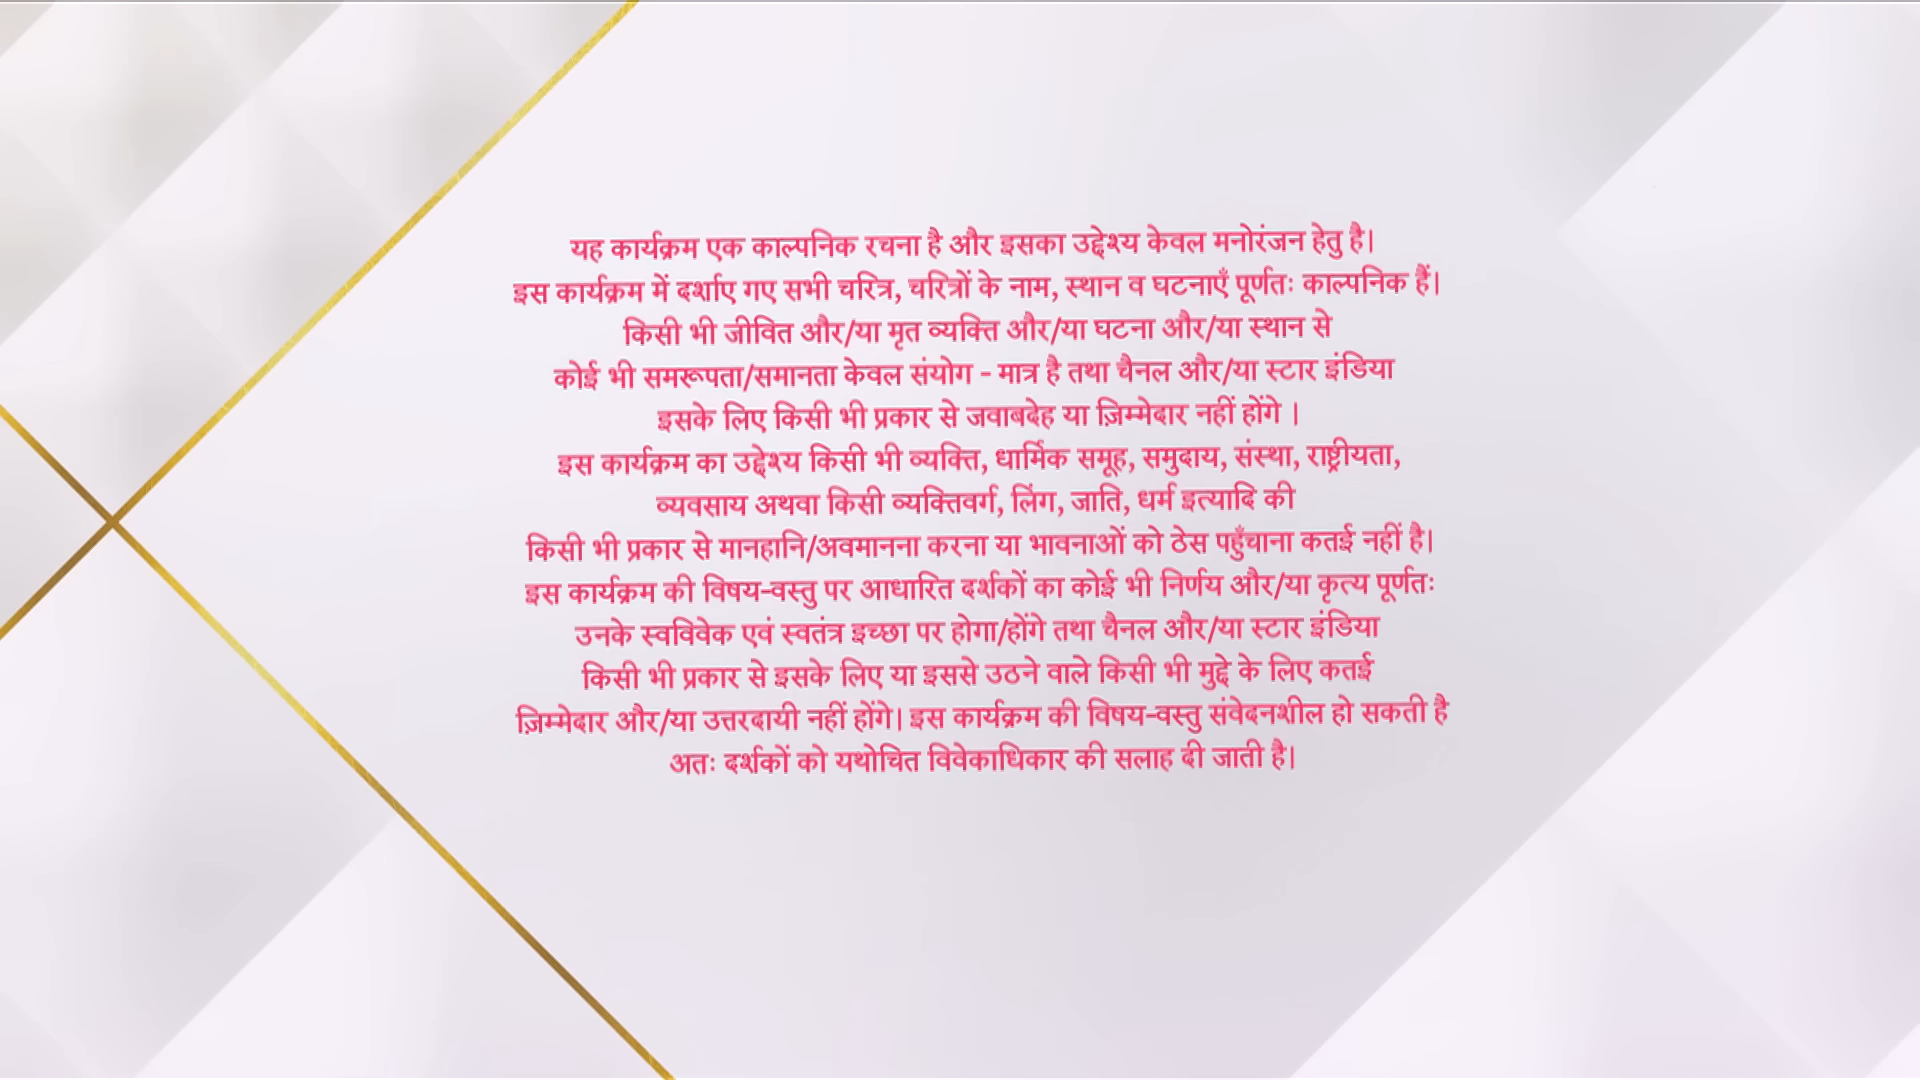 यह कार्यक्रम एक काल्पनिक रचना है और इसका उद्देश्य केवल मनोरंजन हेतु है।
इस कार्यक्रम में दर्शाए गए सभी चरित्र, चरित्रों के नाम, स्थान व घटनाएँ पूर्णतः काल्पनिक हैं।
किसी भी जीवित और/या मृत व्यक्ति और/या घटना और/या स्थान से
कोई भी समरूपता/समानता केवल संयोग - मात्र है तथा चैनल और/या स्टार इंडिया
इसके लिए किसी भी प्रकार से जवाबदेह या ज़िम्मेदार नहीं होंगे ।
इस कार्यक्रम का उद्देश्य किसी भी व्यक्ति, धार्मिक समूह, समुदाय, संस्था, राष्ट्रीयता,
व्यवसाय अथवा किसी व्यक्तिवर्ग, लिंग, जाति, धर्म इत्यादि की
किसी भी प्रकार से मानहानि/अवमानना करना या भावनाओं को ठेस पहुँचाना कतई नहीं है।
इस कार्यक्रम की विषय-वस्तु पर आधारित दर्शकों का कोई भी निर्णय और/या कृत्य पूर्णतः
उनके स्वविवेक एवं स्वतंत्र इच्छा पर होगा/होंगे तथा चैनल और/या स्टार इंडिया
किसी भी प्रकार से इसके लिए या इससे उठने वाले किसी भी मुद्दे के लिए कतई
ज़िम्मेदार और/या उत्तरदायी नहीं होंगे। इस कार्यक्रम की विषय-वस्तु संवेदनशील हो सकती है
अतः दर्शकों को यथोचित विवेकाधिकार की सलाह दी जाती है।